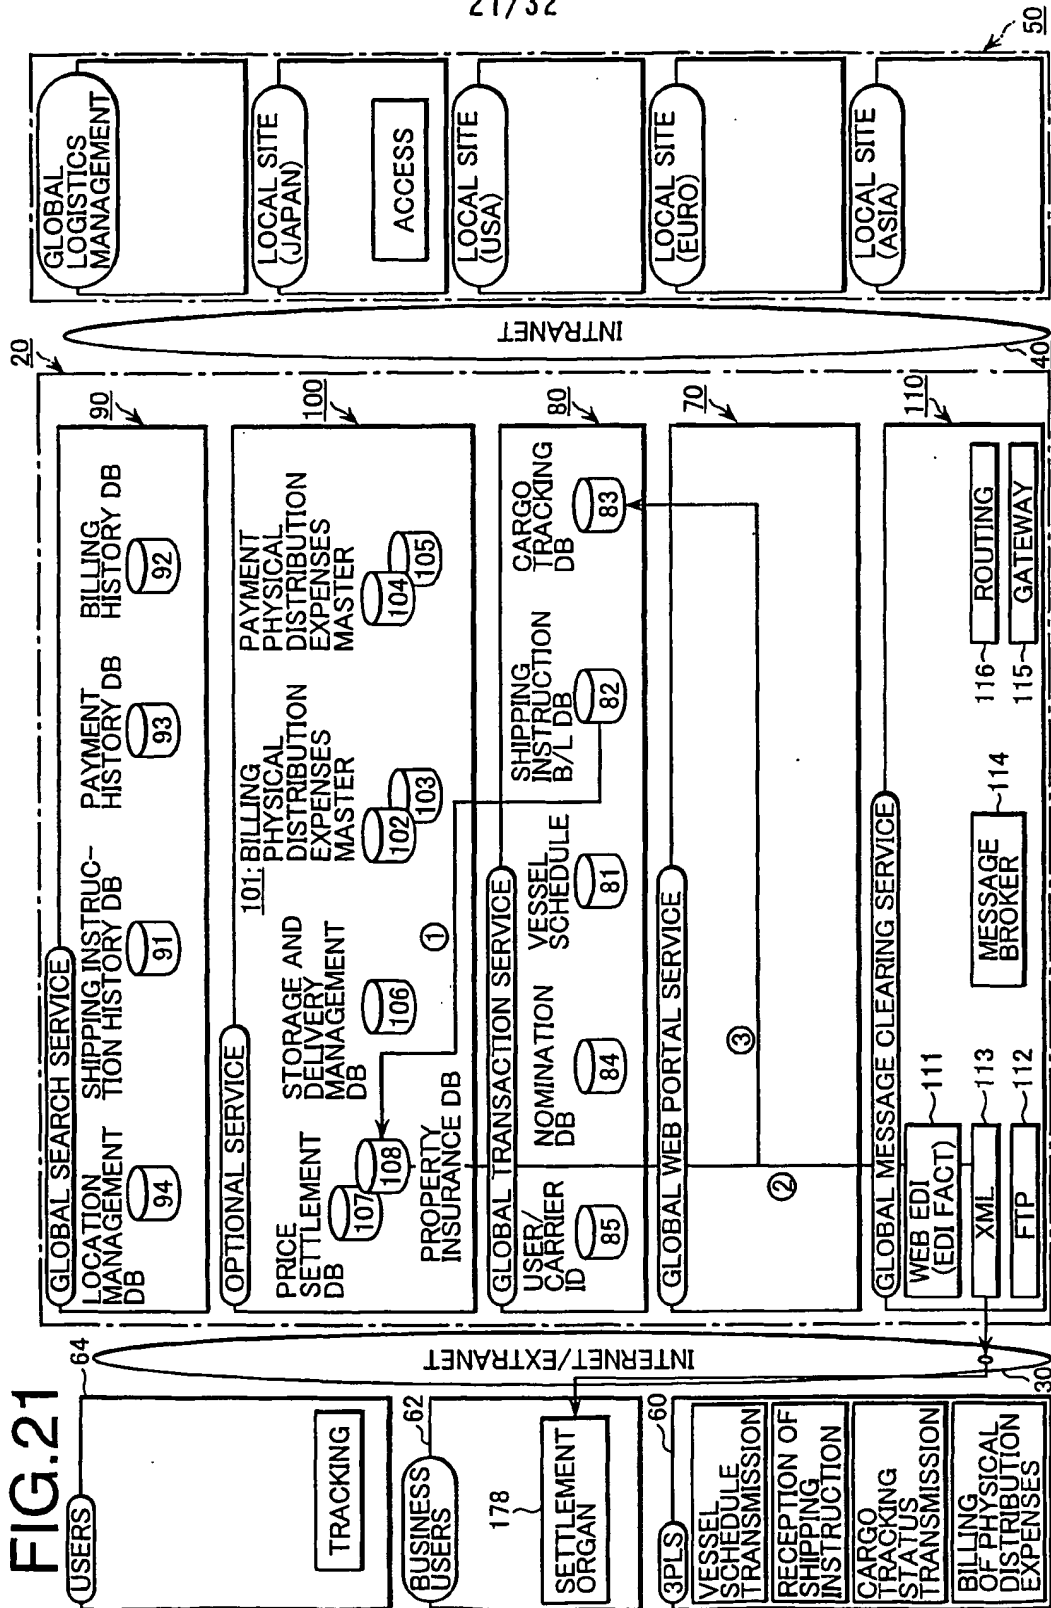 21/32
FIG.21
USERS
64
TRACKING
BUSINESS
USERS
62
178
SETTLEMENT
ORGAN
3PLS
60
VESSEL
SCHEDULE
TRANSMISSION
RECEPTION OF
SHIPPING
INSTRUCTION
CARGO
TRACKING
STATUS
TRANSMISSION
BILLING
OF PHYSICAL
DISTRIBUTION
EXPENSES
INTERNET/EXTRANET
30
20
GLOBAL SEARCH SERVICE
90
LOCATION
MANAGEMENT
DB
94
SHIPPING INSTRUC-
TION HISTORY DB
91
PAYMENT
HISTORY DB
93
BILLING
HISTORY DB
92
OPTIONAL SERVICE
100
PRICE
SETTLEMENT
DB
107
108
PROPERTY
INSURANCE DB
STORAGE AND
DELIVERY
MANAGEMENT
DB
106
101: BILLING
PHYSICAL
DISTRIBUTION
EXPENSES
MASTER
102
103
PAYMENT
PHYSICAL
DISTRIBUTION
EXPENSES
MASTER
104
105
①
GLOBAL TRANSACTION SERVICE
80
USER/
CARRIER
ID
85
NOMINATION
DB
84
VESSEL
SCHEDULE
81
SHIPPING
INSTRUCTION
B/L DB
82
CARGO
TRACKING
DB
83
GLOBAL WEB PORTAL SERVICE
70
②
③
GLOBAL MESSAGE CLEARING SERVICE
110
WEB EDI
(EDI FACT)
111
XML
113
FTP
112
MESSAGE
BROKER
114
116
ROUTING
115
GATEWAY
INTRANET
40
50
GLOBAL
LOGISTICS
MANAGEMENT
LOCAL SITE
(JAPAN)
ACCESS
LOCAL SITE
(USA)
LOCAL SITE
(EURO)
LOCAL SITE
(ASIA)